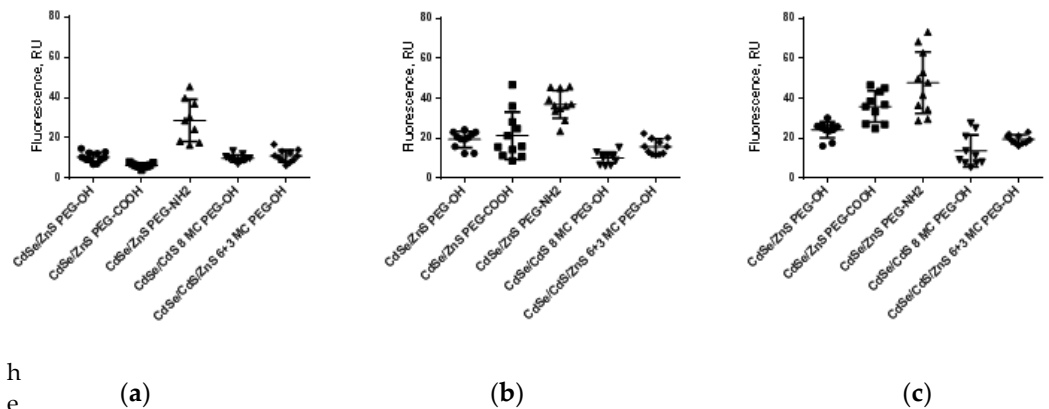 80
60
40
20
0
Fluorescence, RU
CdSe/ZnS PEG-OH
CdSe/ZnS PEG-COOH
CdSe/ZnS PEG-NH2
CdSe/CdS 8 MC PEG-OH
CdSe/CdS/ZnS 6+3 MC PEG-OH
80
60
40
20
0
Fluorescence, RU
CdSe/ZnS PEG-OH
CdSe/ZnS PEG-COOH
CdSe/ZnS PEG-NH2
CdSe/CdS 8 MC PEG-OH
CdSe/CdS/ZnS 6+3 MC PEG-OH
80
60
40
20
0
Fluorescence, RU
CdSe/ZnS PEG-OH
CdSe/ZnS PEG-COOH
CdSe/ZnS PEG-NH2
CdSe/CdS 8 MC PEG-OH
CdSe/CdS/ZnS 6+3 MC PEG-OH
h
e
(a) (b) (c)